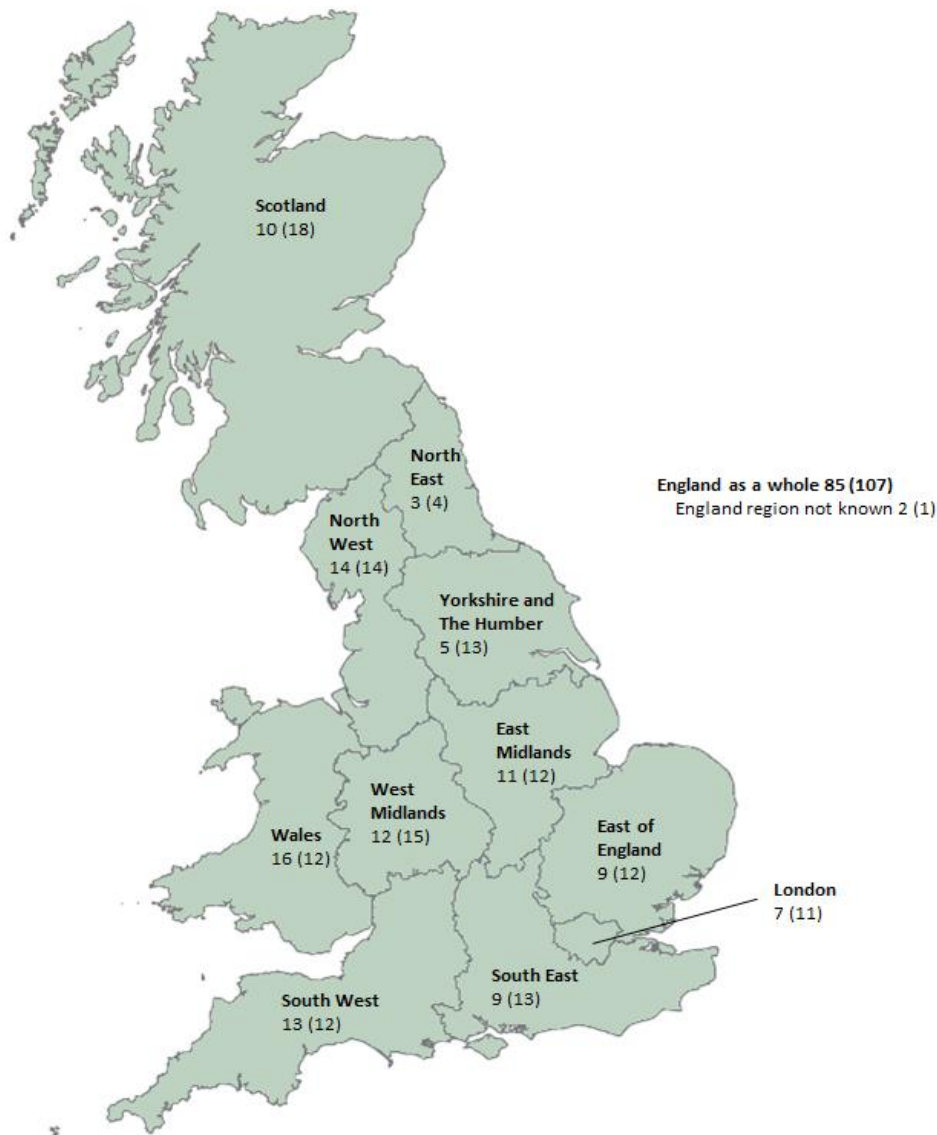 Scotland
10 (18)
North
East
3 (4)
England as a whole 85 (107)
England region not known 2 (1)
North
West
14 (14)
Yorkshire and
The Humber
5 (13)
East
Midlands
11 (12)
West
Midlands
12 (15)
Wales
16 (12)
East of
England
9 (12)
London
7 (11)
South East
9 (13)
South West
13 (12)